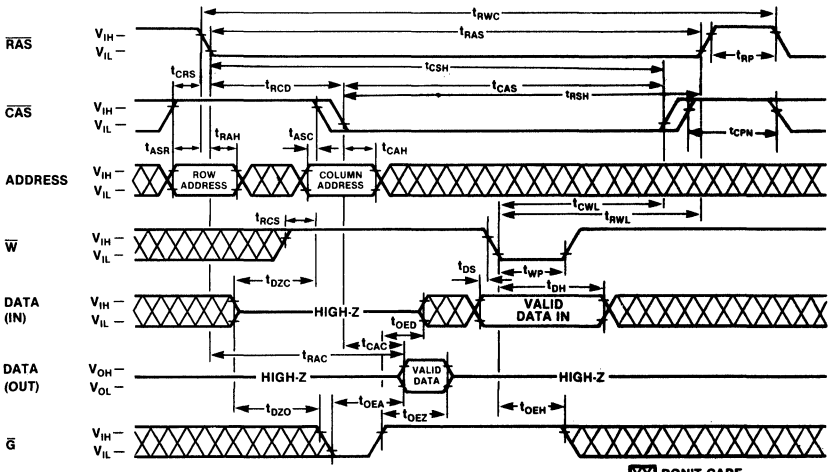 tRWC
RAS
VIH
VIL
tRAS
tRP
tCSH
tCRS
tRCD
tCAS
tRSH
CAS
VIH
VIL
tCPN
tASR
tRAH
tASC
tCAH
ADDRESS
VIH
VIL
ROW ADDRESS
COLUMN ADDRESS
tCWL
tRWL
tRCS
W
VIH
VIL
tWP
tDZC
tDS
tDH
DATA (IN)
VIH
VIL
HIGH-Z
VALID DATA IN
tOED
tCAC
tRAC
DATA (OUT)
VOH
VOL
HIGH-Z
VALID DATA
HIGH-Z
tDZO
tOEA
tOEZ
tOEH
G
VIH
VIL